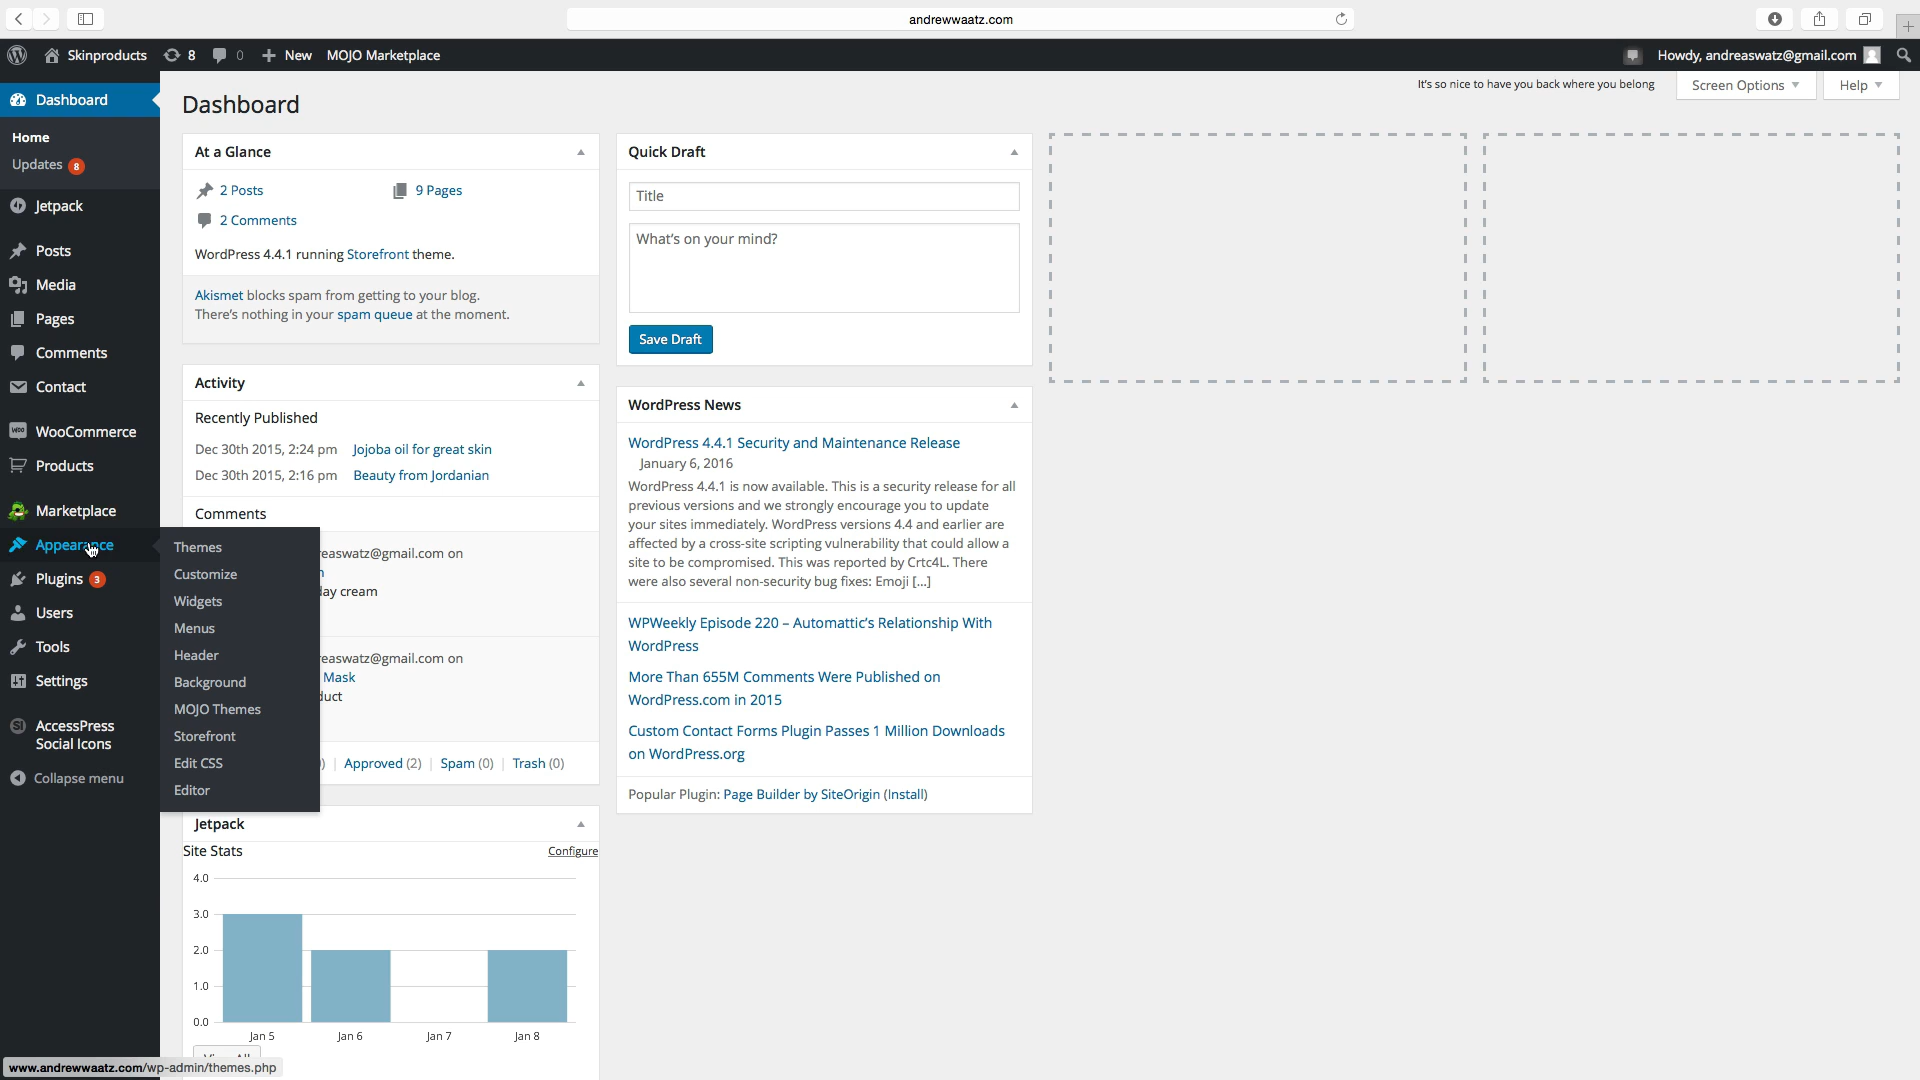 andrewwaatz.com
Skinproducts 8 0 New MOJO Marketplace
Howdy, andreaswatz@gmail.com
Dashboard
Home
Updates 8
Jetpack
Posts
Media
Pages
Comments
Contact
WooCommerce
Products
Marketplace
Appearance
Plugins 3
Users
Tools
Settings
AccessPress
Social Icons
Collapse menu
Themes
Customize
Widgets
Menus
Header
Background
MOJO Themes
Storefront
Edit CSS
Editor
It's so nice to have you back where you belong
Screen Options
Help
Dashboard
At a Glance
2 Posts
9 Pages
2 Comments
WordPress 4.4.1 running Storefront theme.
Akismet blocks spam from getting to your blog.
There's nothing in your spam queue at the moment.
Activity
Recently Published
Dec 30th 2015, 2:24 pm Jojoba oil for great skin
Dec 30th 2015, 2:16 pm Beauty from Jordanian
Comments
easwatz@gmail.com on
ay cream
easwatz@gmail.com on
Mask
duct
| Approved (2) | Spam (0) | Trash (0)
Jetpack
Site Stats
Configure
4.0
3.0
2.0
1.0
0.0
Jan 5
Jan 6
Jan 7
Jan 8
Quick Draft
Title
What's on your mind?
Save Draft
WordPress News
WordPress 4.4.1 Security and Maintenance Release
January 6, 2016
WordPress 4.4.1 is now available. This is a security release for all
previous versions and we strongly encourage you to update
your sites immediately. WordPress versions 4.4 and earlier are
affected by a cross-site scripting vulnerability that could allow a
site to be compromised. This was reported by Crtc4L. There
were also several non-security bug fixes: Emoji […]
WPWeekly Episode 220 – Automattic's Relationship With
WordPress
More Than 655M Comments Were Published on
WordPress.com in 2015
Custom Contact Forms Plugin Passes 1 Million Downloads
on WordPress.org
Popular Plugin: Page Builder by SiteOrigin (Install)
www.andrewwaatz.com/wp-admin/themes.php